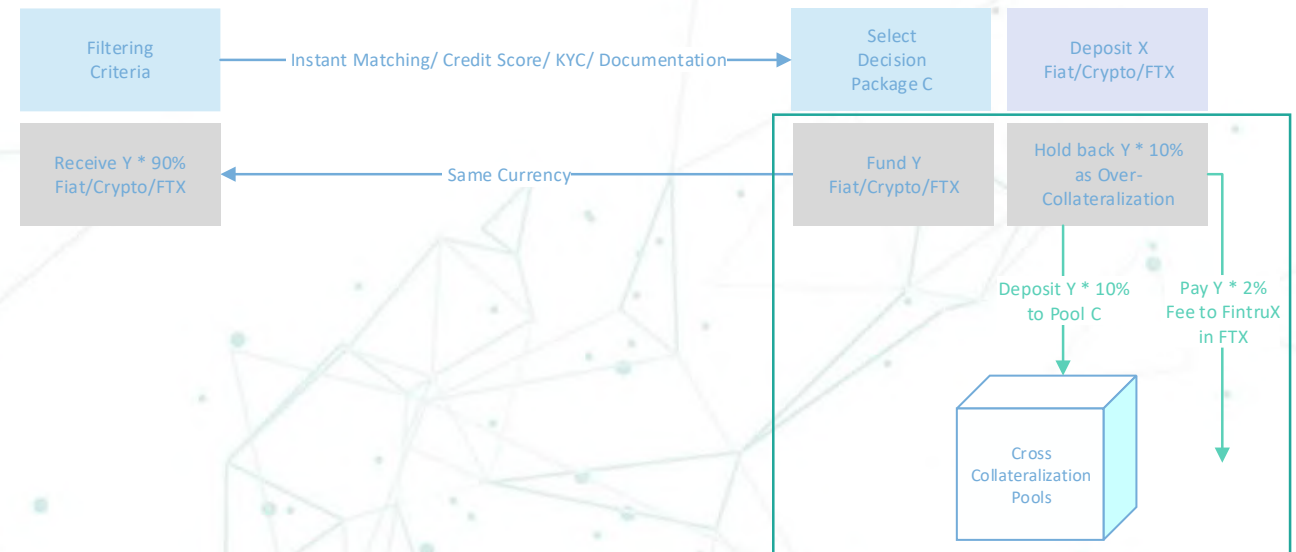 Filtering
Criteria
Instant Matching/ Credit Score/ KYC/ Documentation
Select
Decision
Package C
Deposit X
Fiat/Crypto/FTX
Receive Y * 90%
Fiat/Crypto/FTX
Same Currency
Fund Y
Fiat/Crypto/FTX
Hold back Y * 10%
as Over-
Collateralization
Deposit Y * 10%
to Pool C
Pay Y * 2%
Fee to FintruX
in FTX
Cross
Collateralization
Pools